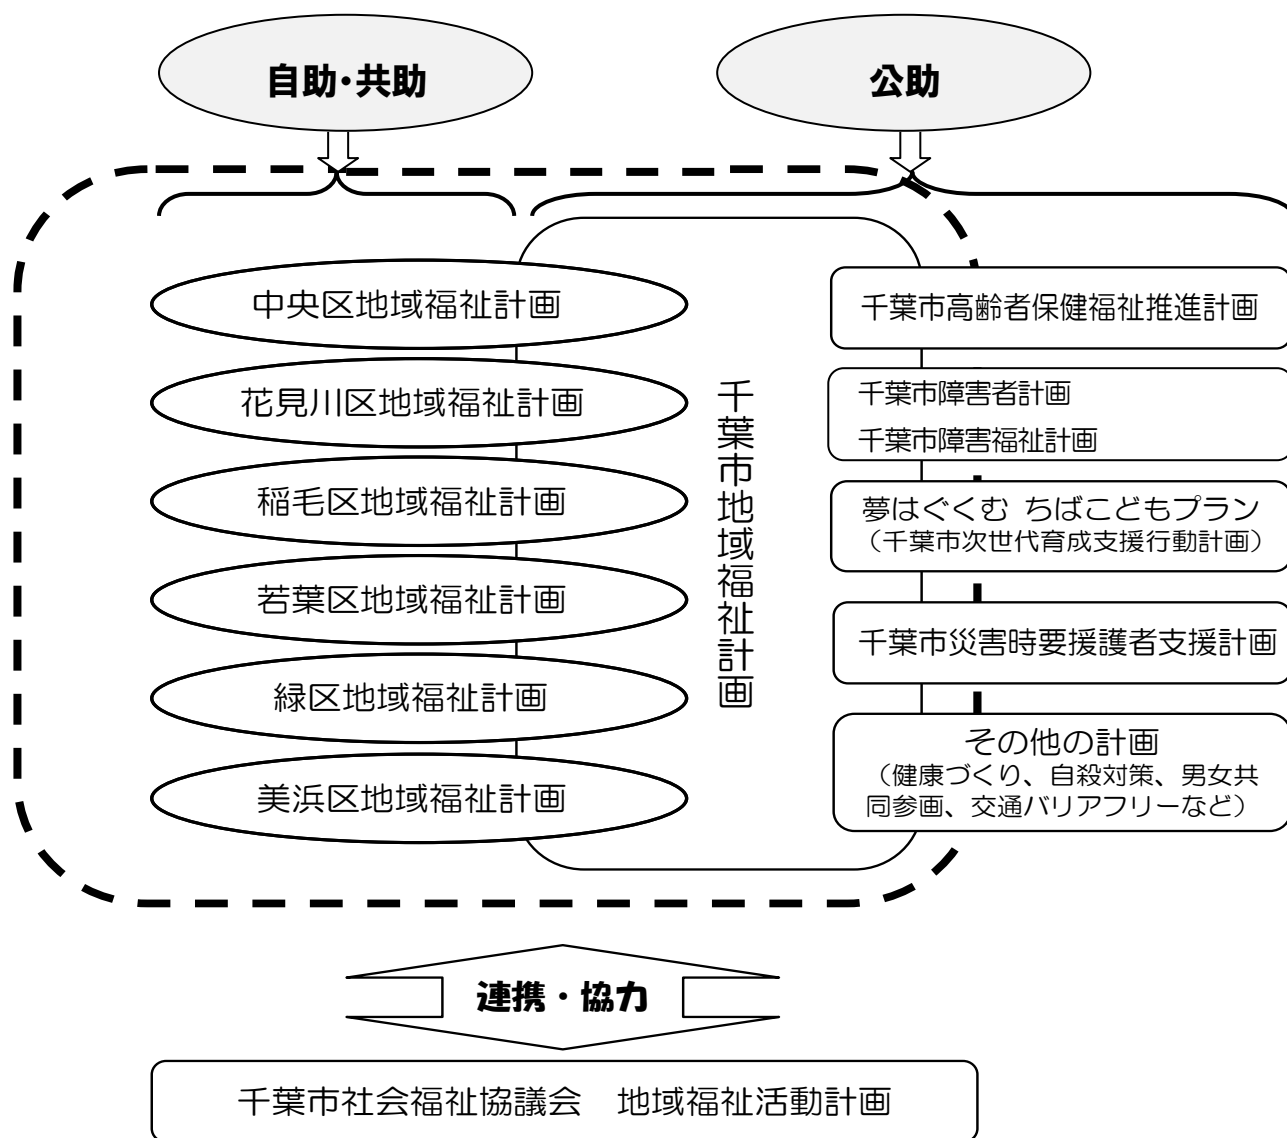 自助・共助
公助
中央区地域福祉計画
花見川区地域福祉計画
稲毛区地域福祉計画
若葉区地域福祉計画
緑区地域福祉計画
美浜区地域福祉計画
千葉市地域福祉計画
千葉市高齢者保健福祉推進計画
千葉市障害者計画
千葉市障害福祉計画
夢はぐくむ ちばこどもプラン
（千葉市次世代育成支援行動計画）
千葉市災害時要援護者支援計画
その他の計画
（健康づくり、自殺対策、男女共
同参画、交通バリアフリーなど）
連携・協力
千葉市社会福祉協議会　地域福祉活動計画